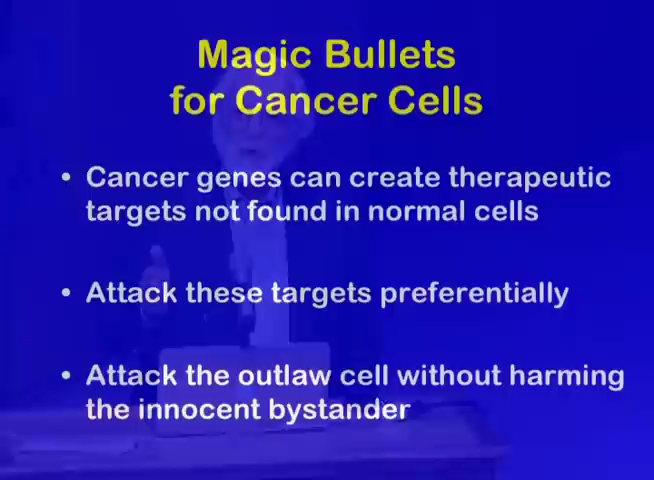 Magic Bullets
for Cancer Cells
• Cancer genes can create therapeutic
targets not found in normal cells
• Attack these targets preferentially
• Attack the outlaw cell without harming
the innocent bystander